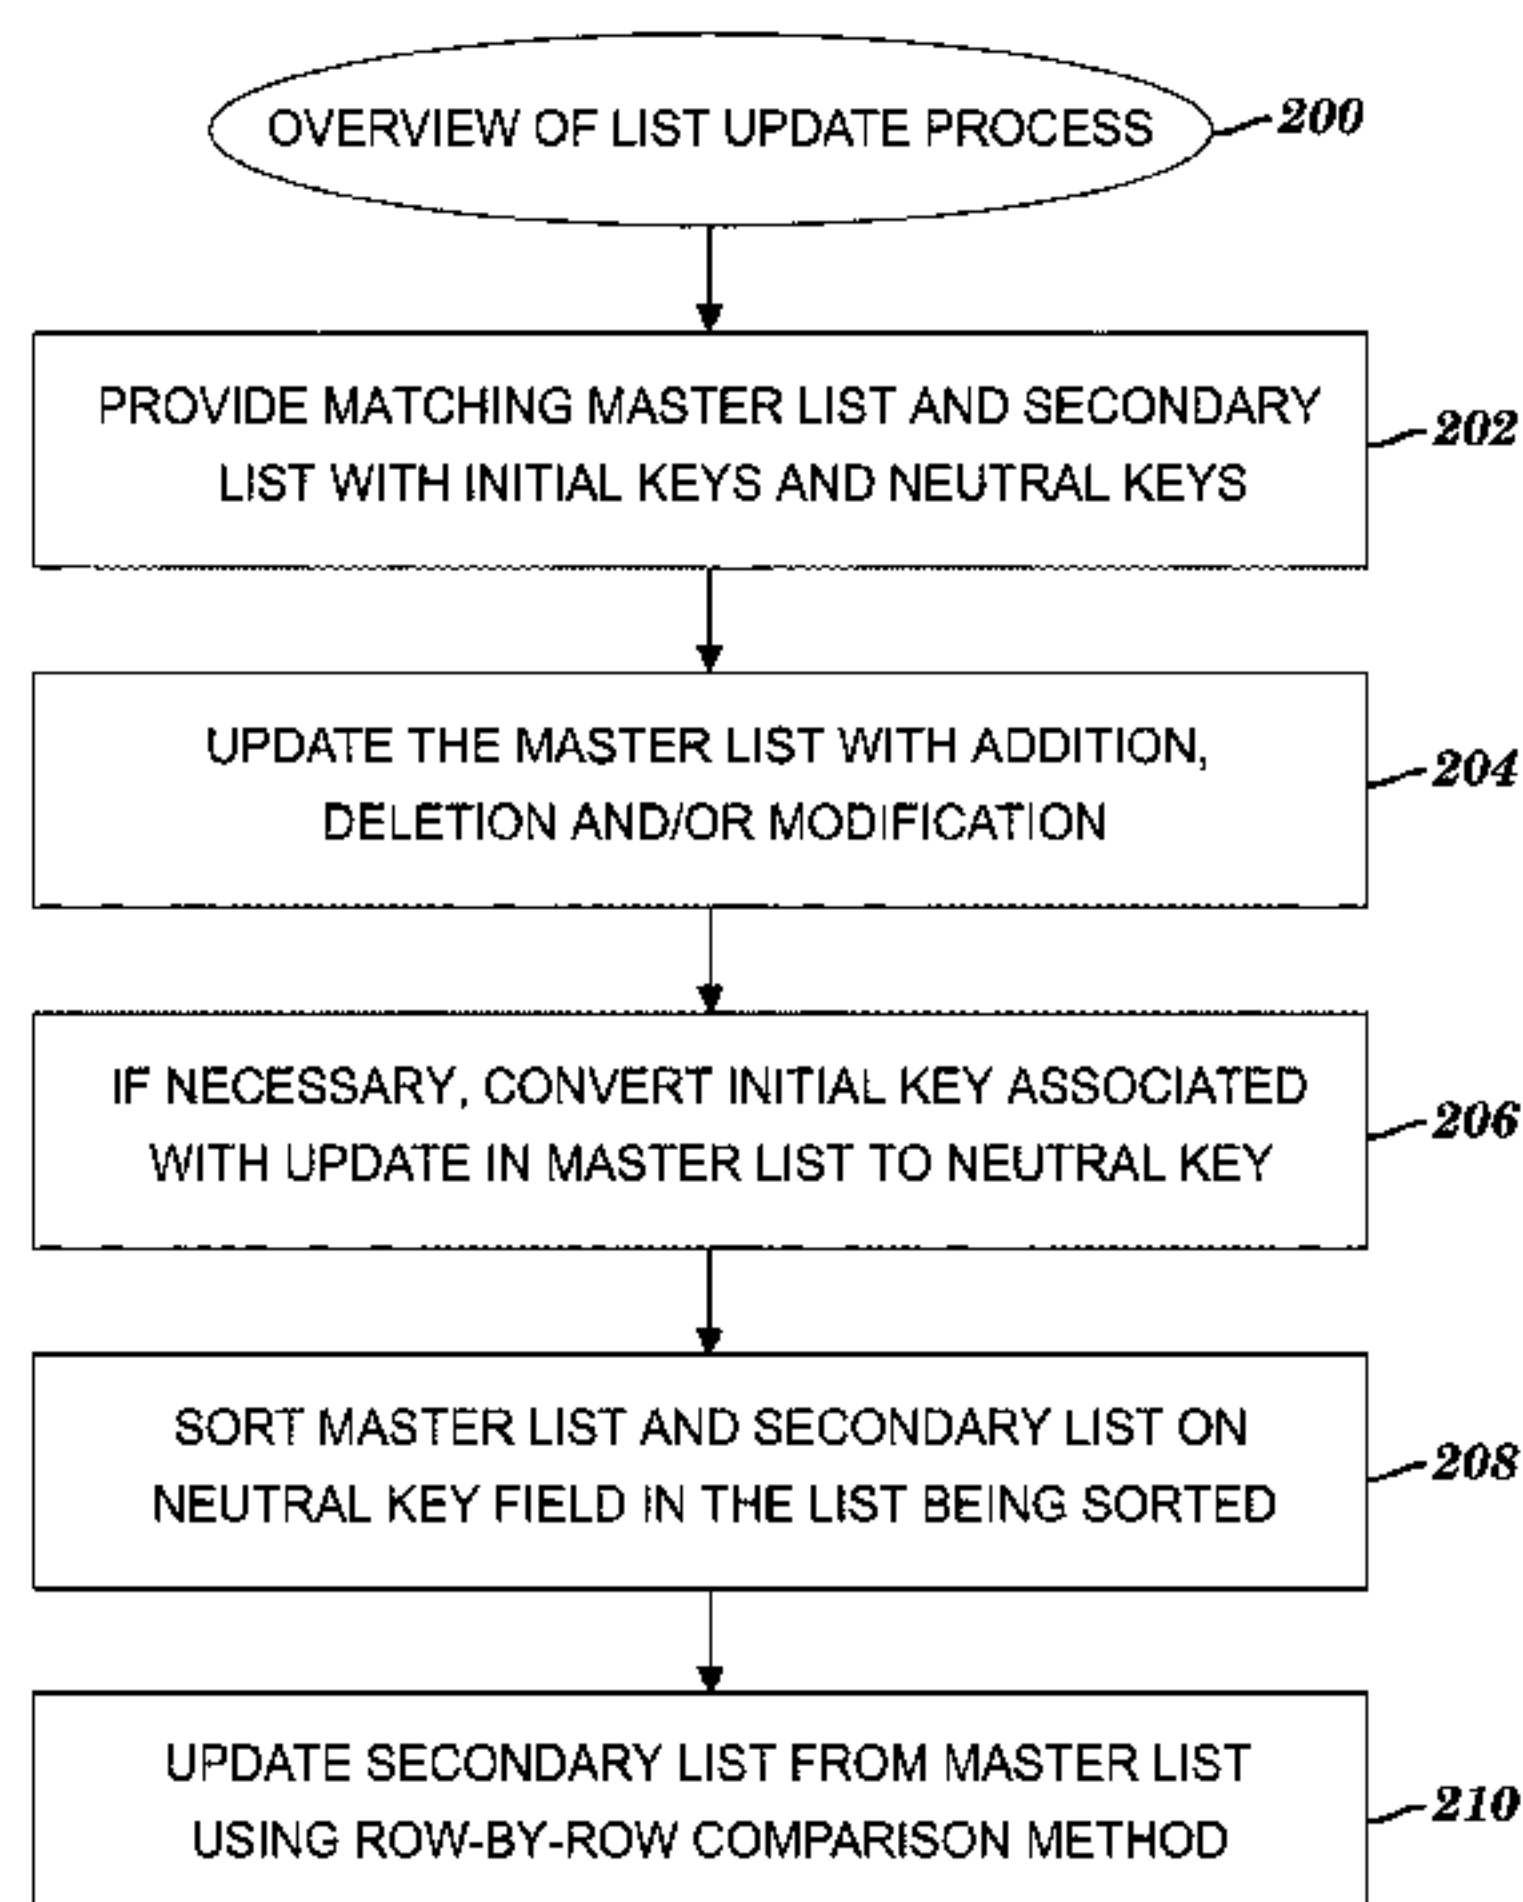 OVERVIEW OF LIST UPDATE PROCESS
200
PROVIDE MATCHING MASTER LIST AND SECONDARY
LIST WITH INITIAL KEYS AND NEUTRAL KEYS
202
UPDATE THE MASTER LIST WITH ADDITION,
DELETION AND/OR MODIFICATION
204
IF NECESSARY, CONVERT INITIAL KEY ASSOCIATED
WITH UPDATE IN MASTER LIST TO NEUTRAL KEY
206
SORT MASTER LIST AND SECONDARY LIST ON
NEUTRAL KEY FIELD IN THE LIST BEING SORTED
208
UPDATE SECONDARY LIST FROM MASTER LIST
USING ROW-BY-ROW COMPARISON METHOD
210